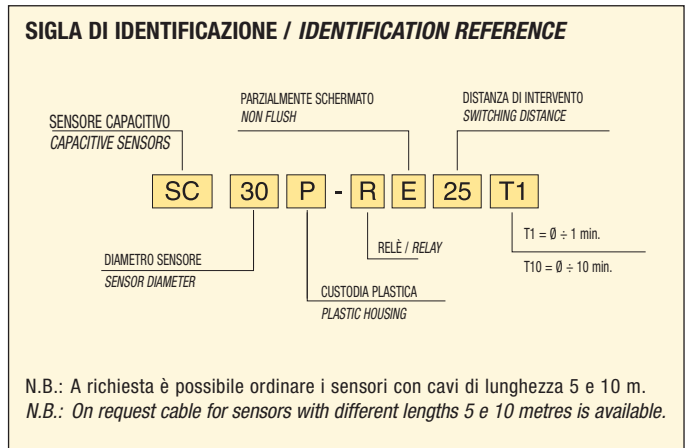 SIGLA DI IDENTIFICAZIONE / IDENTIFICATION REFERENCE
SENSORE CAPACITIVO
CAPACITIVE SENSORS
PARZIALMENTE SCHERMATO
NON FLUSH
DISTANZA DI INTERVENTO
SWITCHING DISTANCE
SC 30 P - R E 25 T1
DIAMETRO SENSORE
SENSOR DIAMETER
CUSTODIA PLASTICA
PLASTIC HOUSING
RELÈ / RELAY
T1 = Ø ÷ 1 min.
T10 = Ø ÷ 10 min.
N.B.: A richiesta è possibile ordinare i sensori con cavi di lunghezza 5 e 10 m.
N.B.: On request cable for sensors with different lengths 5 e 10 metres is available.